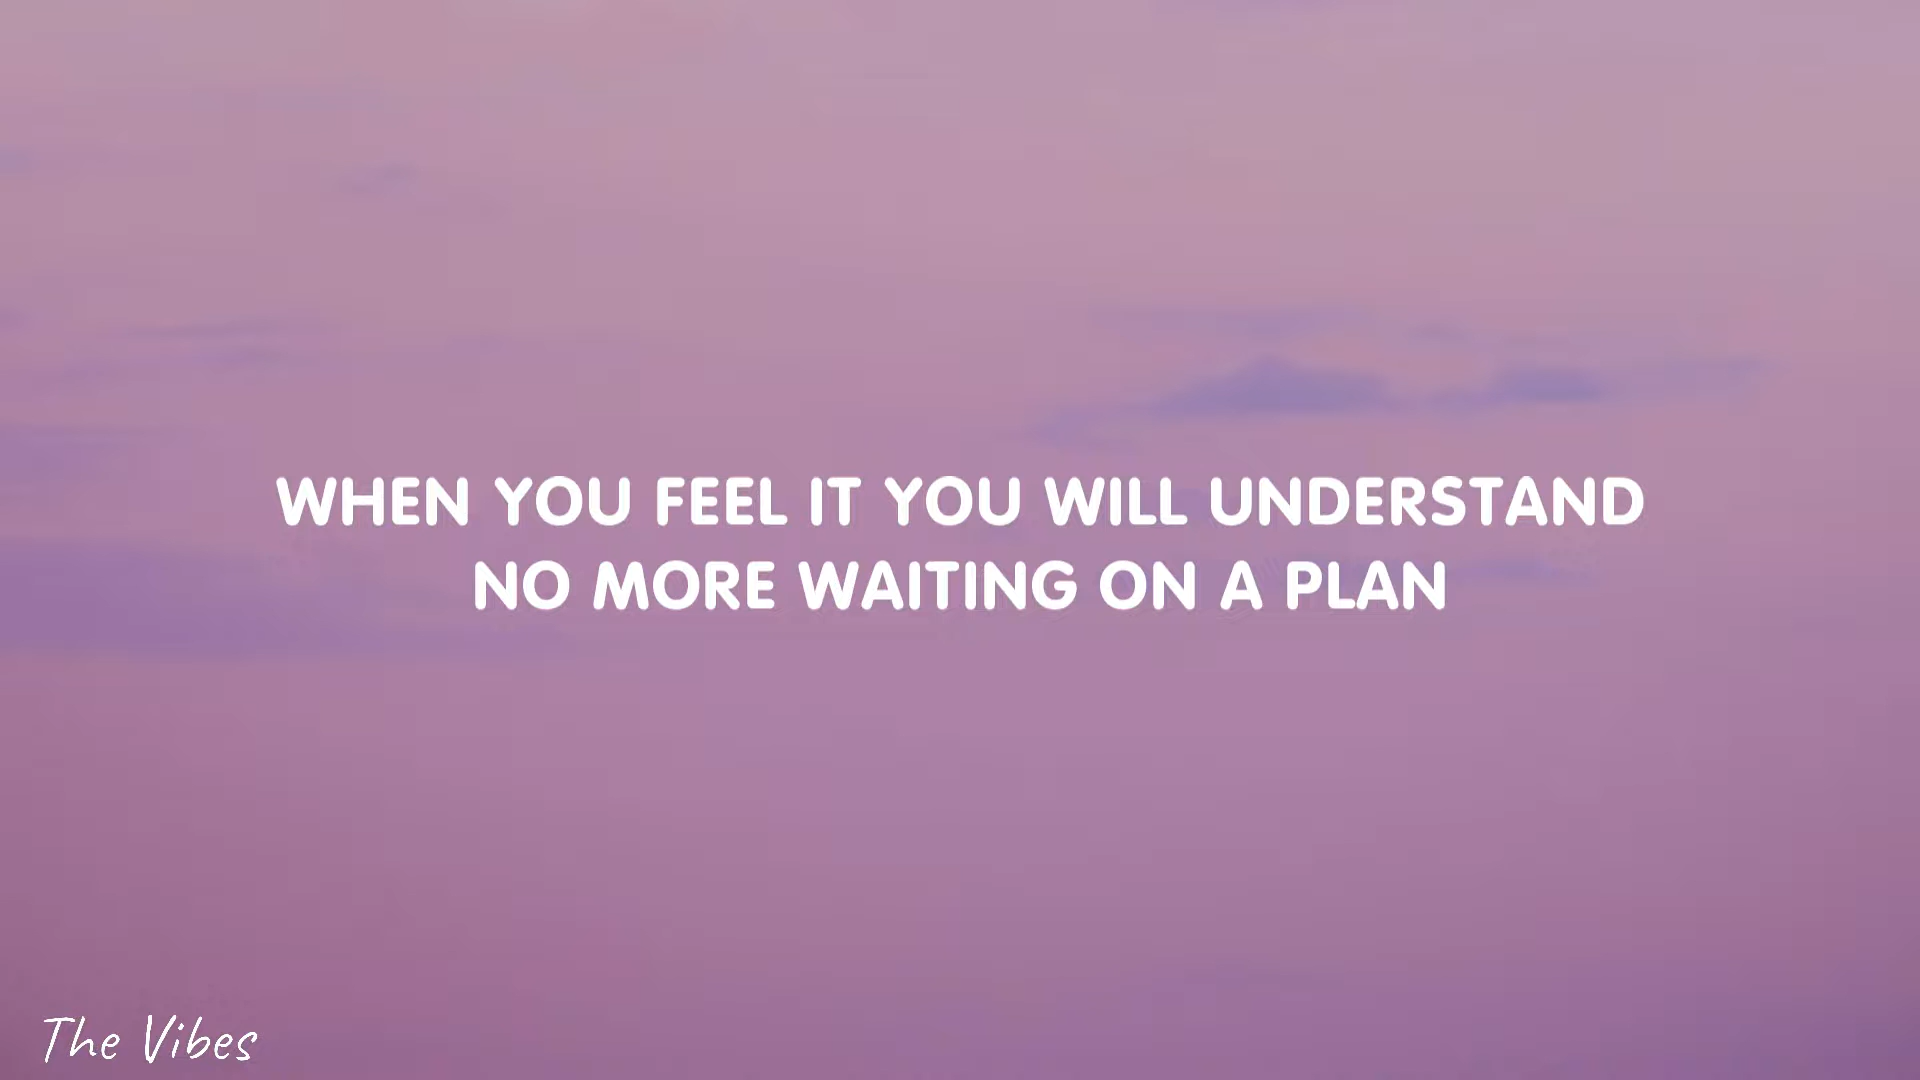 WHEN YOU FEEL IT YOU WILL UNDERSTAND
NO MORE WAITING ON A PLAN
The Vibes